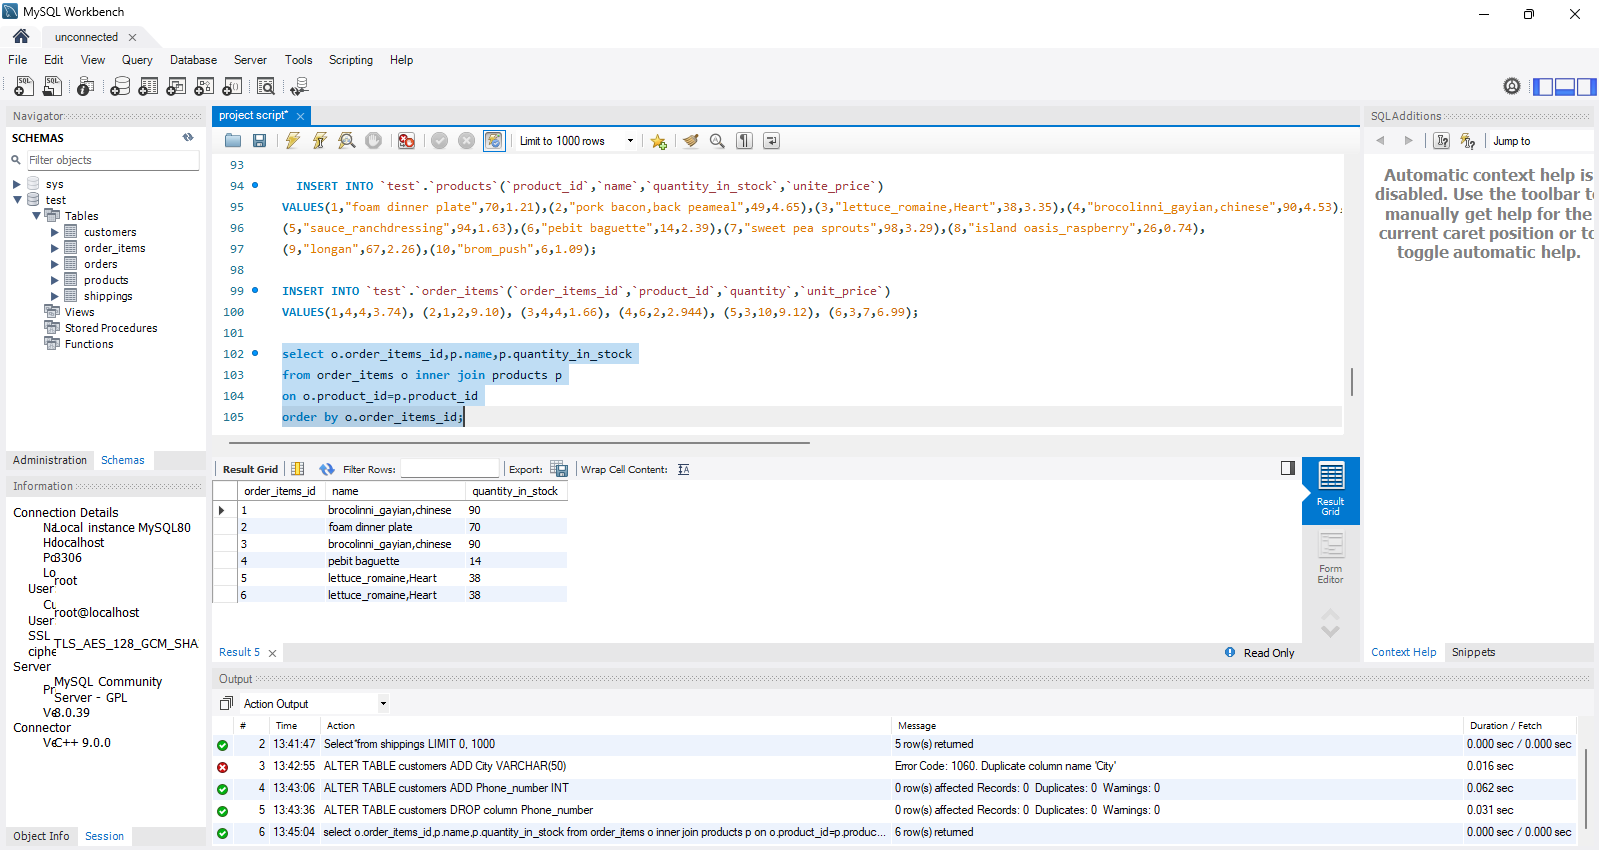 MySQL Workbench
unconnected
File Edit View Query Database Server Tools Scripting Help
Navigator
SCHEMAS
Filter objects
sys
test
Tables
customers
order_items
orders
products
shippings
Views
Stored Procedures
Functions
Administration Schemas
Information
Connection Details
Local instance MySQL80
localhost
3306
Lo
root
User
root@localhost
User
SSL
TLS_AES_128_GCM_SHA
ciphe
Server
Pr
MySQL Community
Server - GPL
8.0.39
Connector
C++ 9.0.0
Object Info Session
project script*
Limit to 1000 rows
93
94 INSERT INTO `test`.`products`(`product_id`,`name`,`quantity_in_stock`,`unite_price`)
95 VALUES(1,"foam dinner plate",70,1.21),(2,"pork bacon,back peameal",49,4.65),(3,"lettuce_romaine,Heart",38,3.35),(4,"brocolinni_gayian,chinese",90,4.53),
96 (5,"sauce_ranchdressing",94,1.63),(6,"pebit baguette",14,2.39),(7,"sweet pea sprouts",98,3.29),(8,"island oasis_raspberry",26,0.74),
97 (9,"longan",67,2.26),(10,"brom_push",6,1.09);
98
99 INSERT INTO `test`.`order_items`(`order_items_id`,`product_id`,`quantity`,`unit_price`)
100 VALUES(1,4,4,3.74), (2,1,2,9.10), (3,4,4,1.66), (4,6,2,2.944), (5,3,10,9.12), (6,3,7,6.99);
101
102 select o.order_items_id,p.name,p.quantity_in_stock
103 from order_items o inner join products p
104 on o.product_id=p.product_id
105 order by o.order_items_id;
Result Grid Filter Rows: Export: Wrap Cell Content:
order_items_id name quantity_in_stock
1 brocolinni_gayian,chinese 90
2 foam dinner plate 70
3 brocolinni_gayian,chinese 90
4 pebit baguette 14
5 lettuce_romaine,Heart 38
6 lettuce_romaine,Heart 38
Result
Grid
Form
Editor
Result 5
Read Only
Output
Action Output
# Time Action Message Duration / Fetch
2 13:41:47 Select*from shippings LIMIT 0, 1000 5 row(s) returned 0.000 sec / 0.000 sec
3 13:42:55 ALTER TABLE customers ADD City VARCHAR(50) Error Code: 1060. Duplicate column name 'City' 0.016 sec
4 13:43:06 ALTER TABLE customers ADD Phone_number INT 0 row(s) affected Records: 0 Duplicates: 0 Warnings: 0 0.062 sec
5 13:43:36 ALTER TABLE customers DROP column Phone_number 0 row(s) affected Records: 0 Duplicates: 0 Warnings: 0 0.031 sec
6 13:45:04 select o.order_items_id,p.name,p.quantity_in_stock from order_items o inner join products p on o.product_id=p.produc... 6 row(s) returned 0.000 sec / 0.000 sec
SQLAdditions
Jump to
Automatic context help is
disabled. Use the toolbar to
manually get help for the
current caret position or to
toggle automatic help.
Context Help Snippets